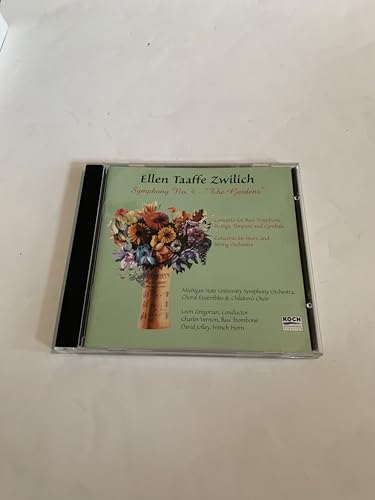 Ellen Taaffe Zwilich
Symphony No. 4 - "The Gardens"
Concerto for Bass Trombone,
Strings, Timpani and Cymbals
Concerto for Horn and
String Orchestra
Michigan State University Symphony Orchestra,
Choral Ensembles & Children's Choir
Leon Gregorian, Conductor
Charles Vernon, Bass Trombone
David Jolley, French Horn
KOCH